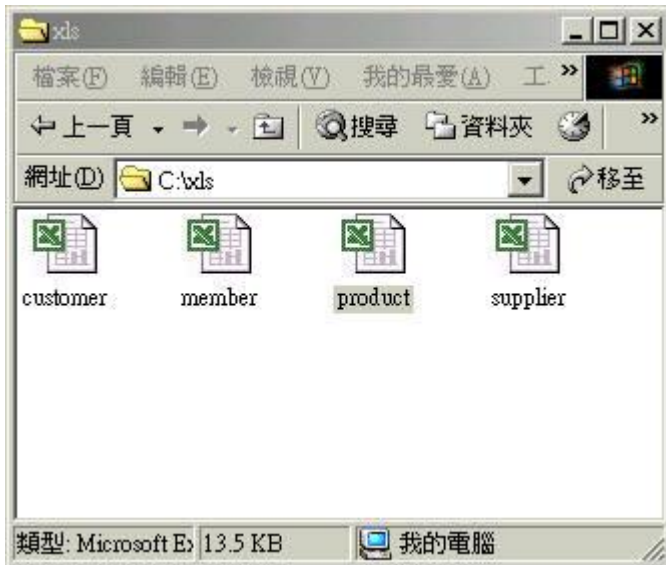 xls
檔案(F) 編輯(E) 檢視(V) 我的最愛(A) 工 »
上一頁 搜尋 資料夾 »
網址(D) C:\xls 移至
customer member product supplier
類型: Microsoft Ex 13.5 KB 我的電腦